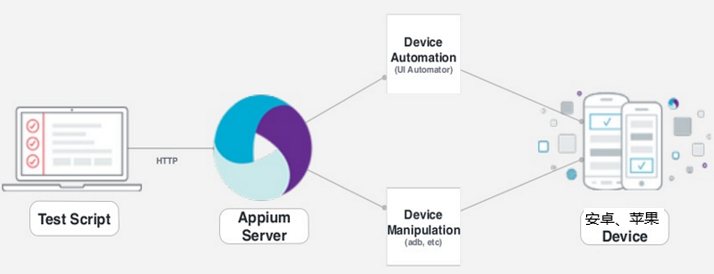 Device
Automation
(UI Automator)
HTTP
Test Script
Appium
Server
Device
Manipulation
(adb, etc)
安卓、苹果
Device